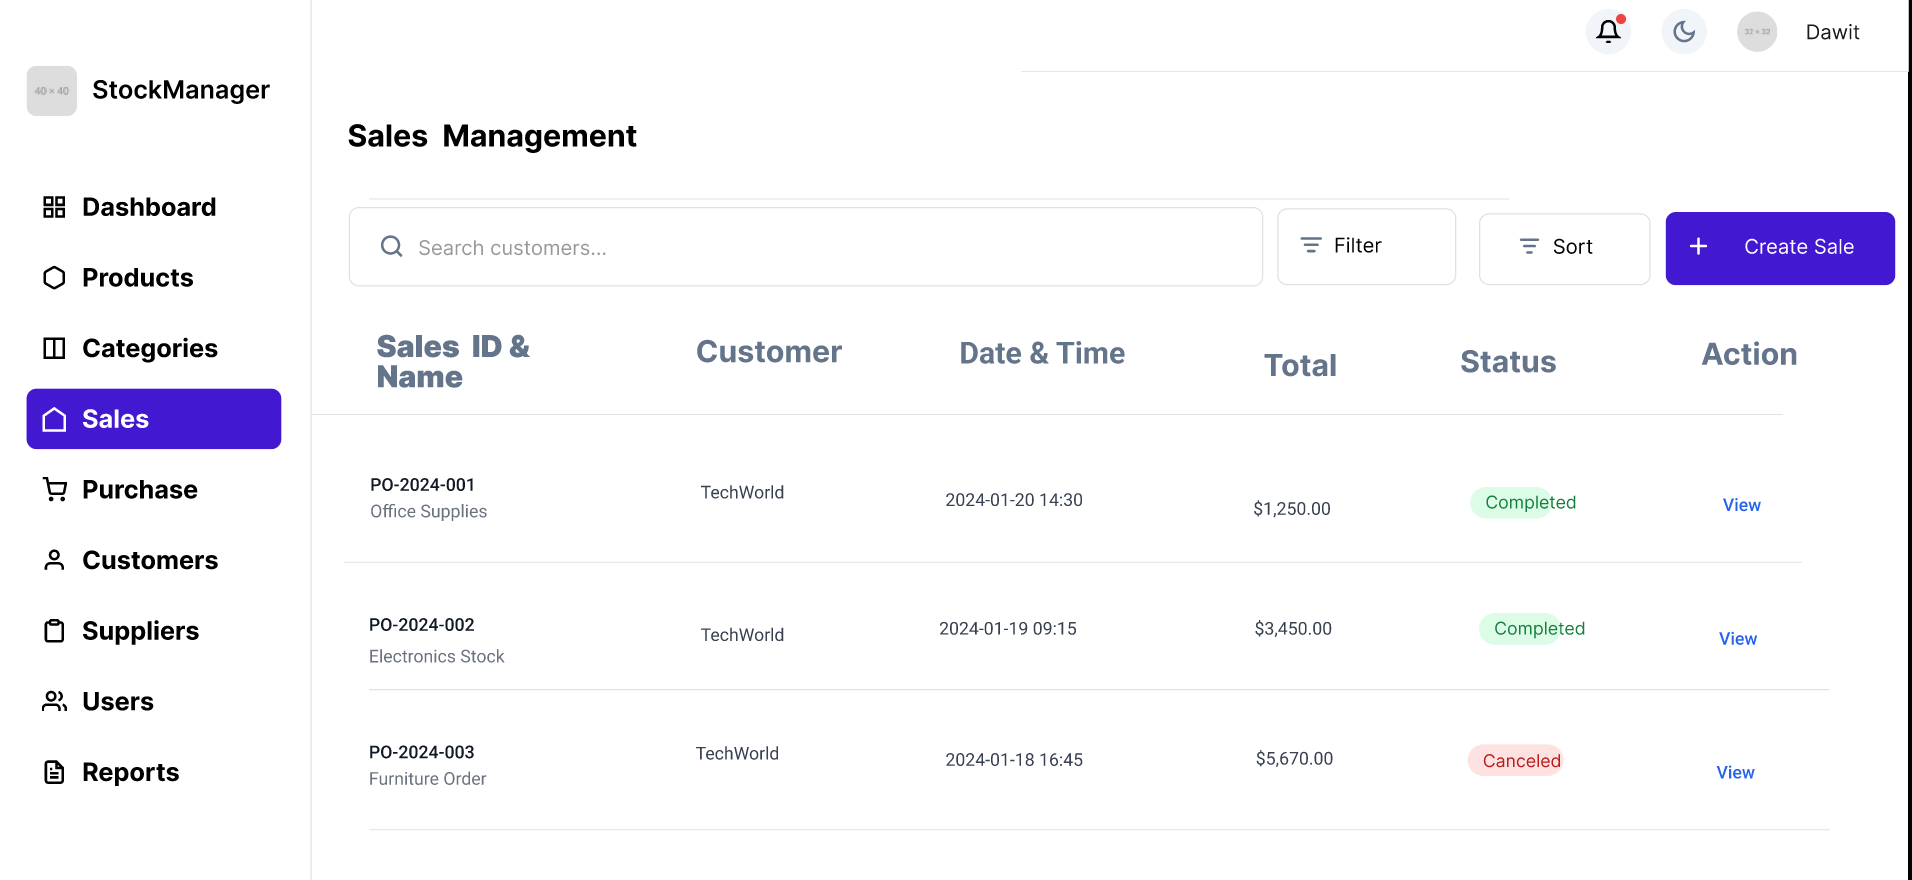 32 × 32
Dawit
40 × 40
StockManager
Sales Management
Dashboard
Products
Categories
Sales
Purchase
Customers
Suppliers
Users
Reports
Search customers...
Filter
Sort
+ Create Sale
Sales ID &
Name
Customer
Date & Time
Total
Status
Action
PO-2024-001
Office Supplies
TechWorld
2024-01-20 14:30
$1,250.00
Completed
View
PO-2024-002
Electronics Stock
TechWorld
2024-01-19 09:15
$3,450.00
Completed
View
PO-2024-003
Furniture Order
TechWorld
2024-01-18 16:45
$5,670.00
Canceled
View